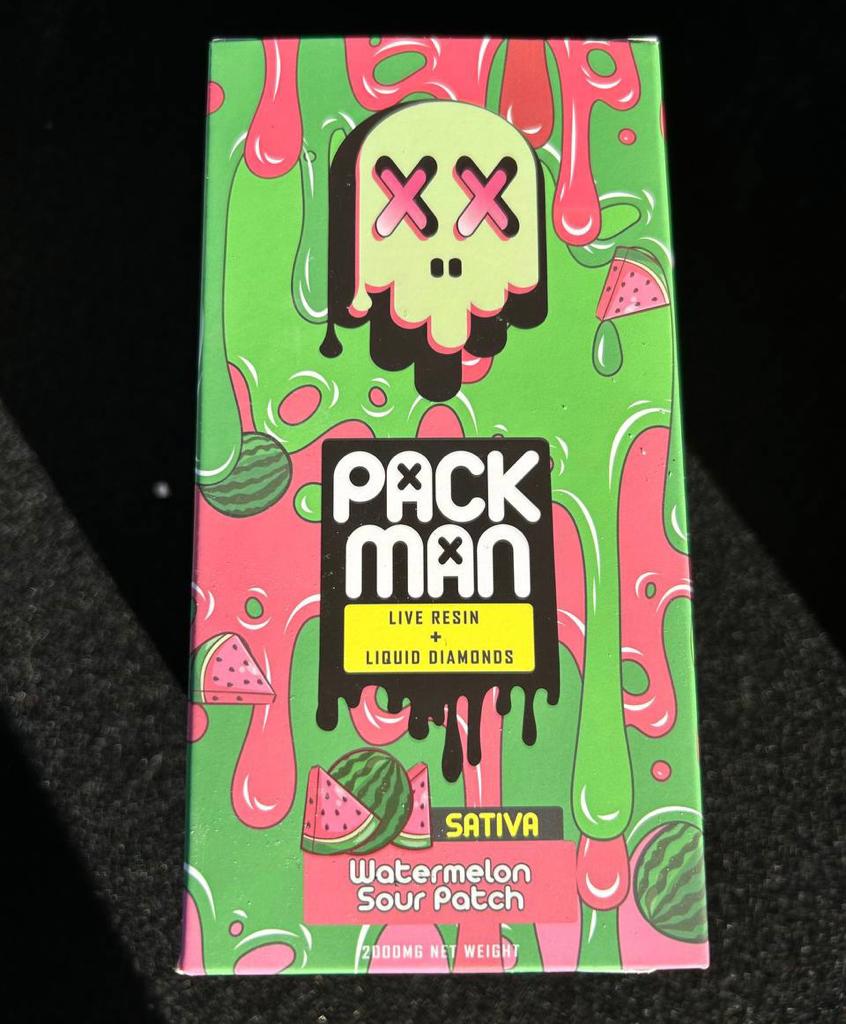 PACK
MAN
LIVE RESIN
+
LIQUID DIAMONDS
SATIVA
Watermelon
Sour Patch
2000MG NET WEIGHT